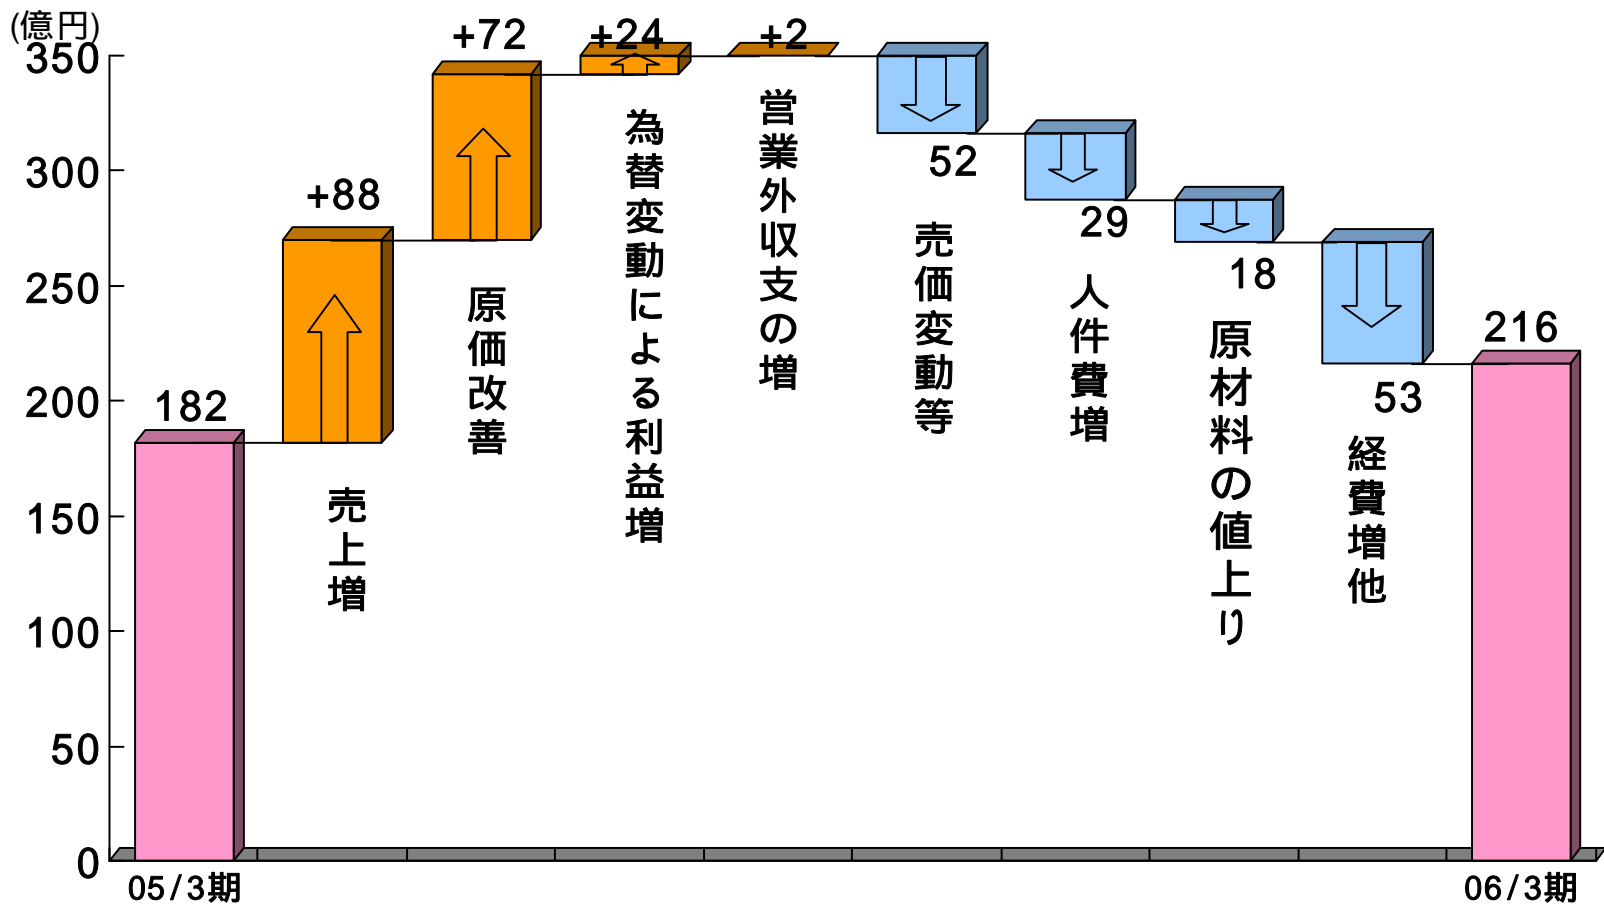 (億円)
350
300
250
200
150
100
50
0
182
+88
+72
+24
+2
52
29
18
53
216
売上増
原価改善
為替変動による利益増
営業外収支の増
売価変動等
人件費増
原材料の値上り
経費増他
05/3期
06/3期